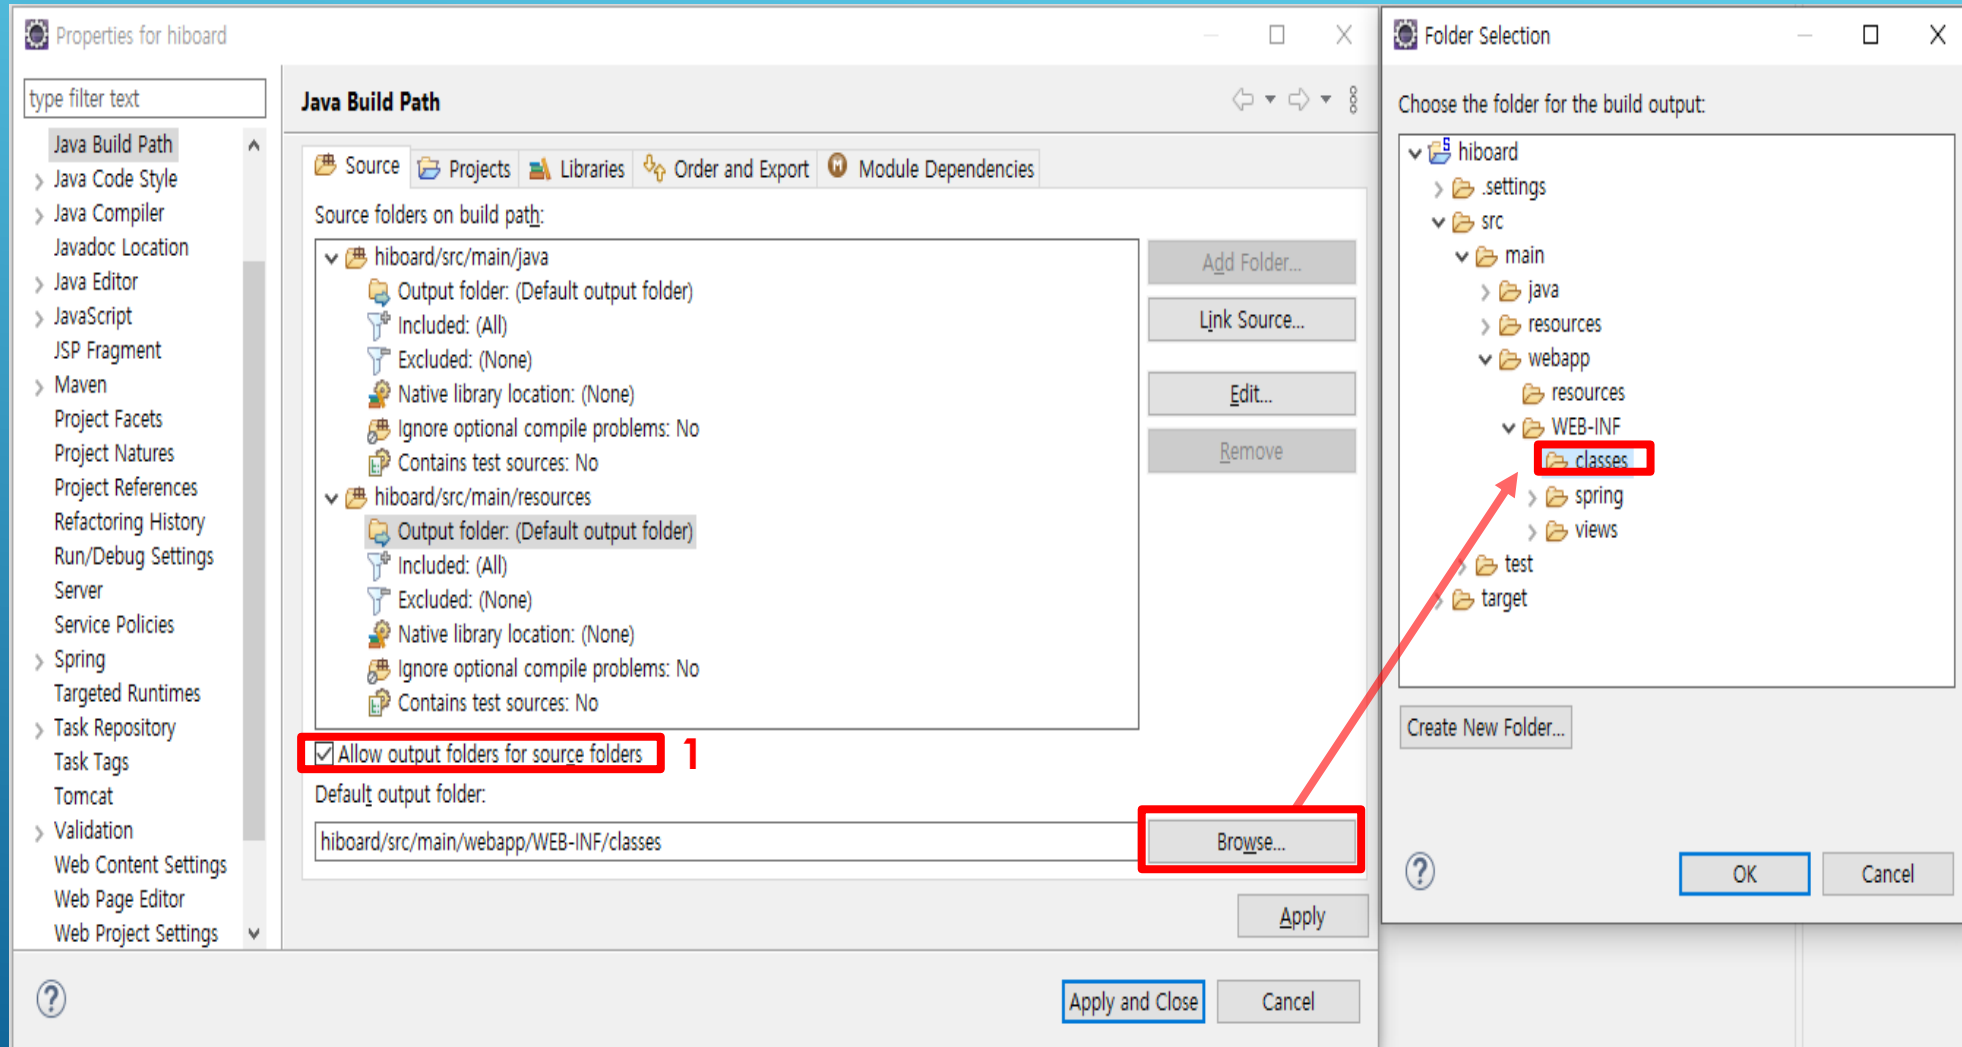 Properties for hiboard
type filter text
Java Build Path
Java Code Style
Java Compiler
Javadoc Location
Java Editor
JavaScript
JSP Fragment
Maven
Project Facets
Project Natures
Project References
Refactoring History
Run/Debug Settings
Server
Service Policies
Spring
Targeted Runtimes
Task Repository
Task Tags
Tomcat
Validation
Web Content Settings
Web Page Editor
Web Project Settings
Java Build Path
Source Projects Libraries Order and Export Module Dependencies
Source folders on build path:
hiboard/src/main/java
Output folder: (Default output folder)
Included: (All)
Excluded: (None)
Native library location: (None)
Ignore optional compile problems: No
Contains test sources: No
hiboard/src/main/resources
Output folder: (Default output folder)
Included: (All)
Excluded: (None)
Native library location: (None)
Ignore optional compile problems: No
Contains test sources: No
Add Folder...
Link Source...
Edit...
Remove
Allow output folders for source folders 1
Default output folder:
hiboard/src/main/webapp/WEB-INF/classes
Browse...
Apply
Apply and Close Cancel
Folder Selection
Choose the folder for the build output:
hiboard
.settings
src
main
java
resources
webapp
resources
WEB-INF
classes
spring
views
test
target
Create New Folder...
OK Cancel